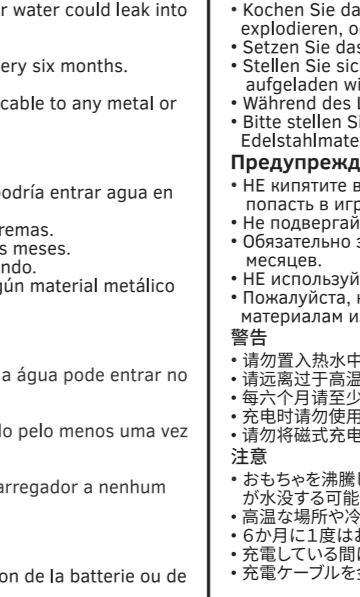 water could leak into
ery six months.
cable to any metal or
odría entrar agua en
remas.
s meses.
ndo.
gún material metálico
a água pode entrar no
lo pelo menos uma vez
arregador a nenhum
on de la batterie ou de
• Kochen Sie da
explodieren, o
• Setzen Sie das
• Stellen Sie sic
aufgeladen wi
• Während des L
• Bitte stellen Si
Edelstahlmate
Предупрежд
• НЕ кипятите в
попасть в игр
• Не подвергай
• Обязательно з
месяцев.
• НЕ используй
• Пожалуйста, н
материалам и
警告
• 请勿置入热水中
• 请远离过于高温
• 每六个月请至少
• 充电时请勿使用
• 请勿将磁式充电
注意
• おもちゃを沸騰
が水没する可能
• 高温な場所や冷
• 6か月に1度はお
• 充電している間
• 充電ケーブルを